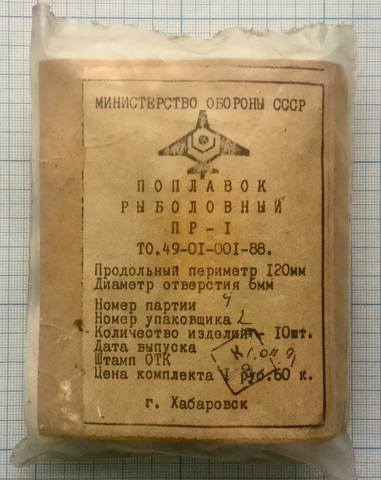 МИНИСТЕРСТВО ОБОРОНЫ СССР
ПОПЛАВОК
РЫБОЛОВНЫЙ
ПР-I
ТО.49-01-001-88.
Продольный периметр 120мм
Диаметр отверстия 6мм
Номер партии 4
Номер упаковщика 2
Количество изделий 10шт.
Дата выпуска
Штамп ОТК
Цена комплекта 1 руб.60 к.
г. Хабаровск